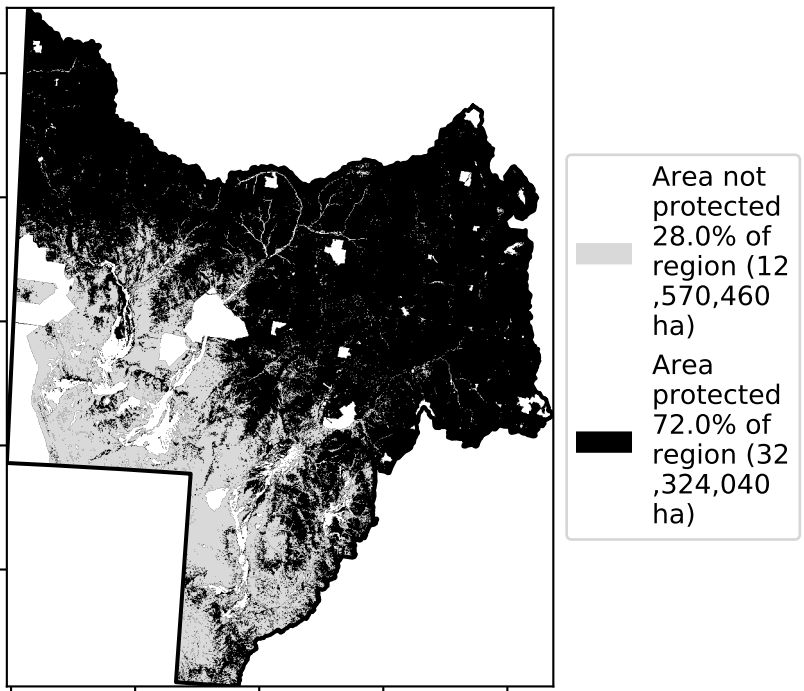 Area not
protected
28.0% of
region (12
,570,460
ha)
Area
protected
72.0% of
region (32
,324,040
ha)